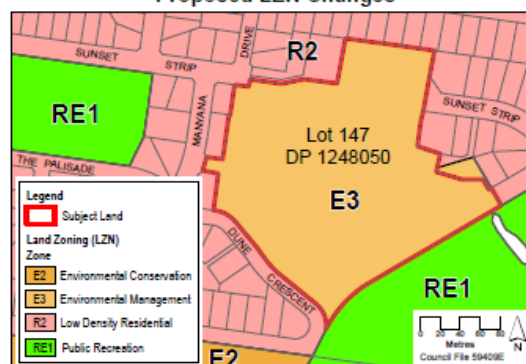 Proposed LZN Changes
SUNSET STRIP
DRIVE
R2
RE1
MANYANA
SUNSET STRIP
Lot 147
DP 1248050
THE PALISADE
E3
DUNE CRESCENT
RE1
E2
Legend
Subject Land
Land Zoning (LZN)
Zone
E2 Environmental Conservation
E3 Environmental Management
R2 Low Density Residential
RE1 Public Recreation
0 20 40 60 80
Metres
N
Council File 59409E